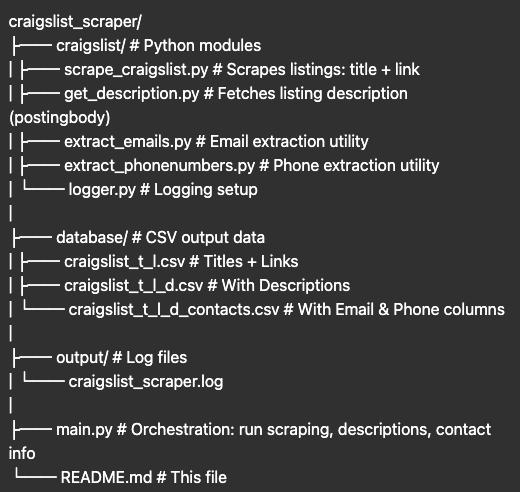 craigslist_scraper/
├── craigslist/ # Python modules
| ├── scrape_craigslist.py # Scrapes listings: title + link
| ├── get_description.py # Fetches listing description
(postingbody)
| ├── extract_emails.py # Email extraction utility
| ├── extract_phonenumbers.py # Phone extraction utility
| └── logger.py # Logging setup
|
├── database/ # CSV output data
| ├── craigslist_t_l.csv # Titles + Links
| ├── craigslist_t_l_d.csv # With Descriptions
| └── craigslist_t_l_d_contacts.csv # With Email & Phone columns
|
├── output/ # Log files
| └── craigslist_scraper.log
|
├── main.py # Orchestration: run scraping, descriptions, contact
info
└── README.md # This file